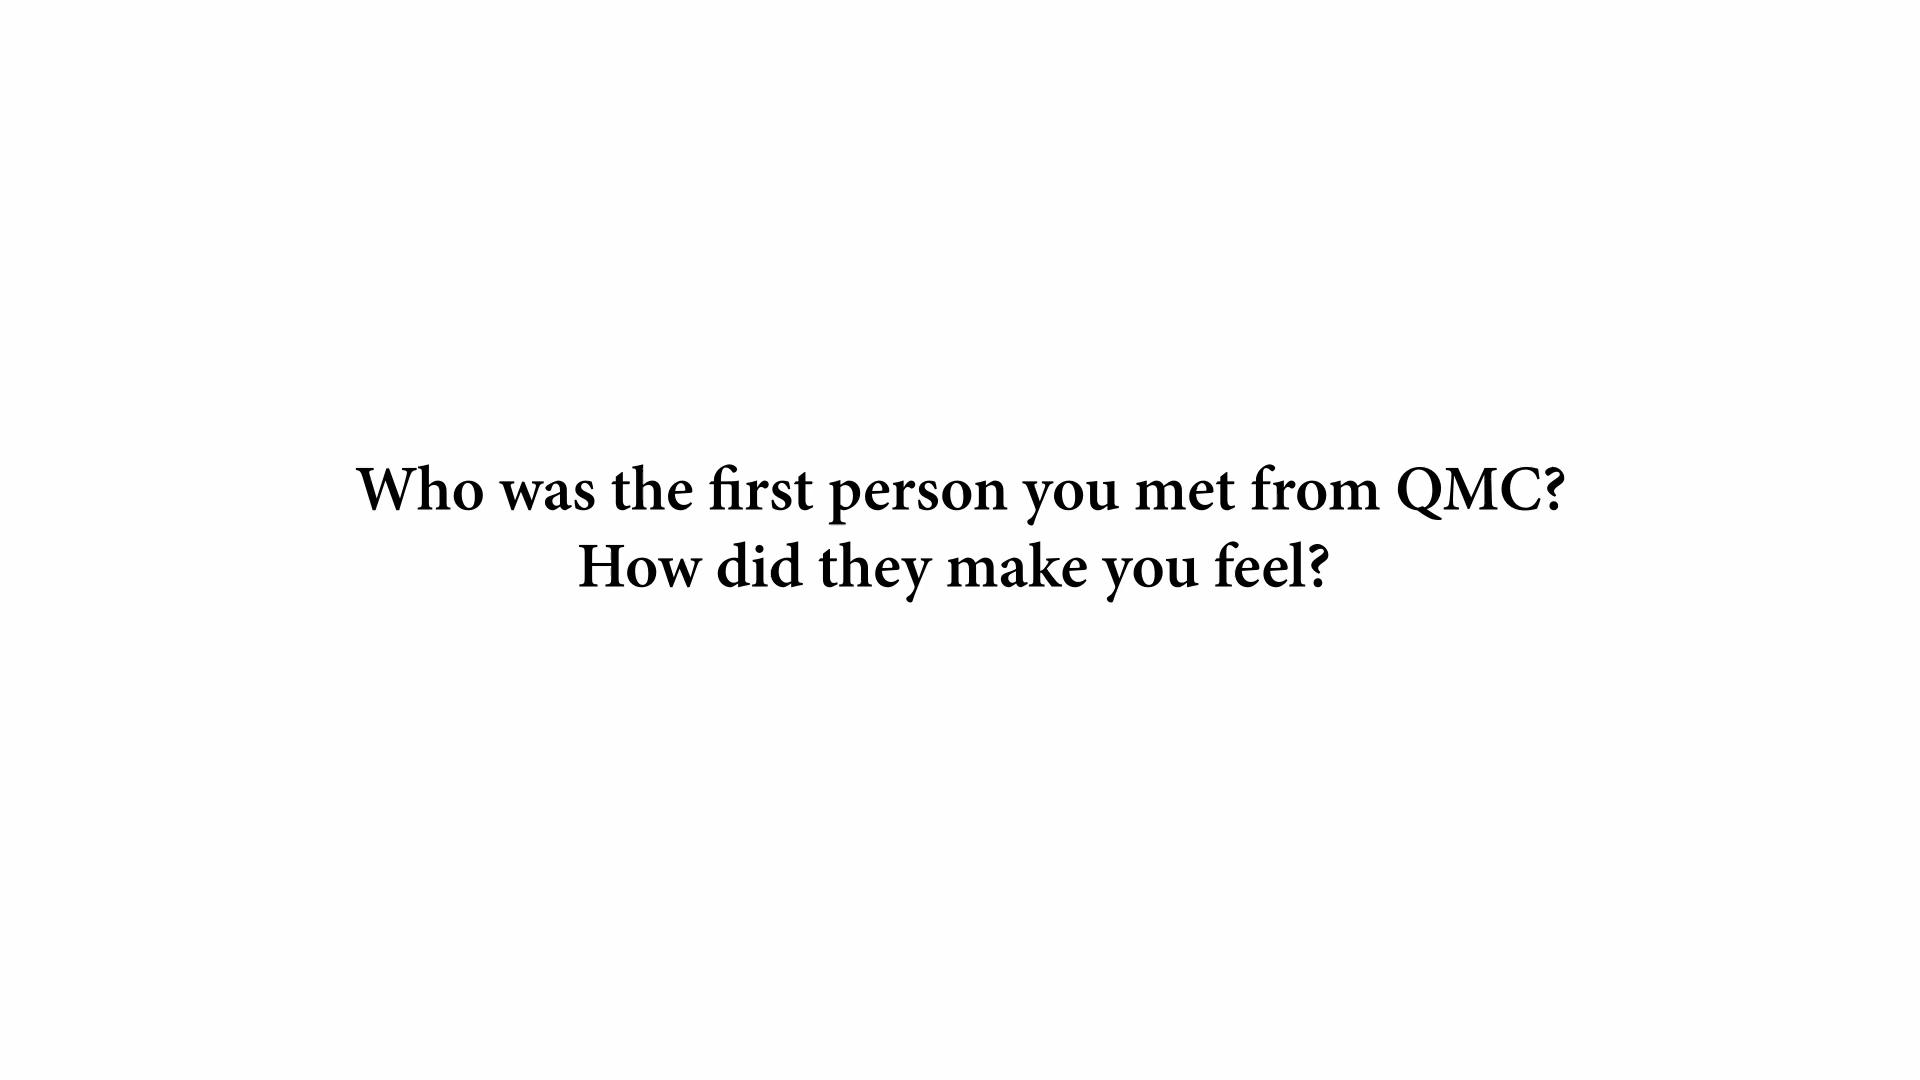 Who was the first person you met from QMC?
How did they make you feel?